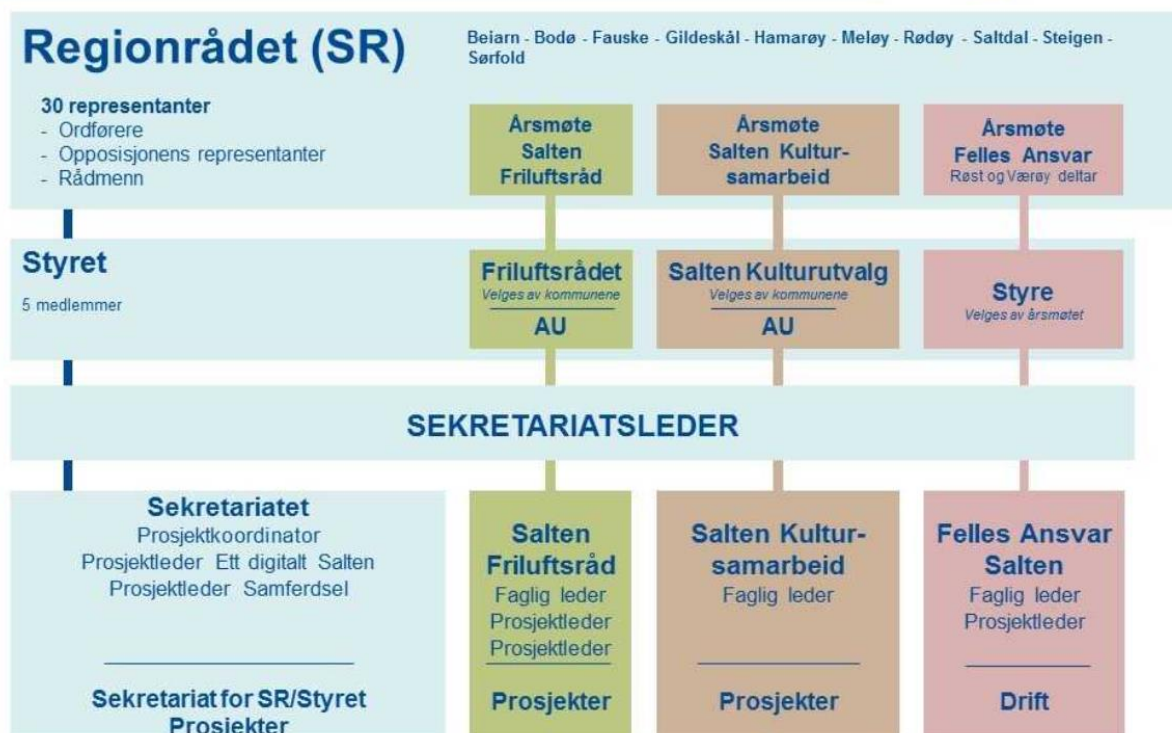 Regionrådet (SR)
Beiarn - Bodø - Fauske - Gildeskål - Hamarøy - Meløy - Rødøy - Saltdal - Steigen -
Sørfold
30 representanter
- Ordførere
- Opposisjonens representanter
- Rådmenn
Årsmøte
Salten
Friluftsråd
Årsmøte
Salten Kultur-
samarbeid
Årsmøte
Felles Ansvar
Røst og Værøy deltar
Styret
5 medlemmer
Friluftsrådet
Velges av kommunene
AU
Salten Kulturutvalg
Velges av kommunene
AU
Styre
Velges av årsmøtet
SEKRETARIATSLEDER
Sekretariatet
Prosjektkoordinator
Prosjektleder Ett digitalt Salten
Prosjektleder Samferdsel
Sekretariat for SR/Styret
Prosjekter
Salten
Friluftsråd
Faglig leder
Prosjektleder
Prosjektleder
Prosjekter
Salten Kultur-
samarbeid
Faglig leder
Prosjekter
Felles Ansvar
Salten
Faglig leder
Prosjektleder
Drift